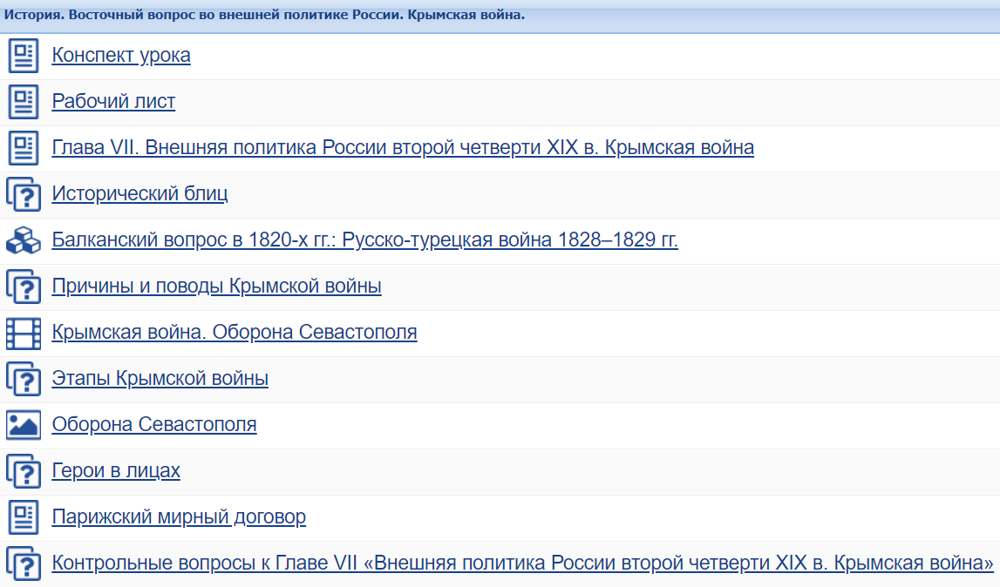 История. Восточный вопрос во внешней политике России. Крымская война.
Конспект урока
Рабочий лист
Глава VII. Внешняя политика России второй четверти XIX в. Крымская война
Исторический блиц
Балканский вопрос в 1820-х гг.: Русско-турецкая война 1828–1829 гг.
Причины и поводы Крымской войны
Крымская война. Оборона Севастополя
Этапы Крымской войны
Оборона Севастополя
Герои в лицах
Парижский мирный договор
Контрольные вопросы к Главе VII «Внешняя политика России второй четверти XIX в. Крымская война»